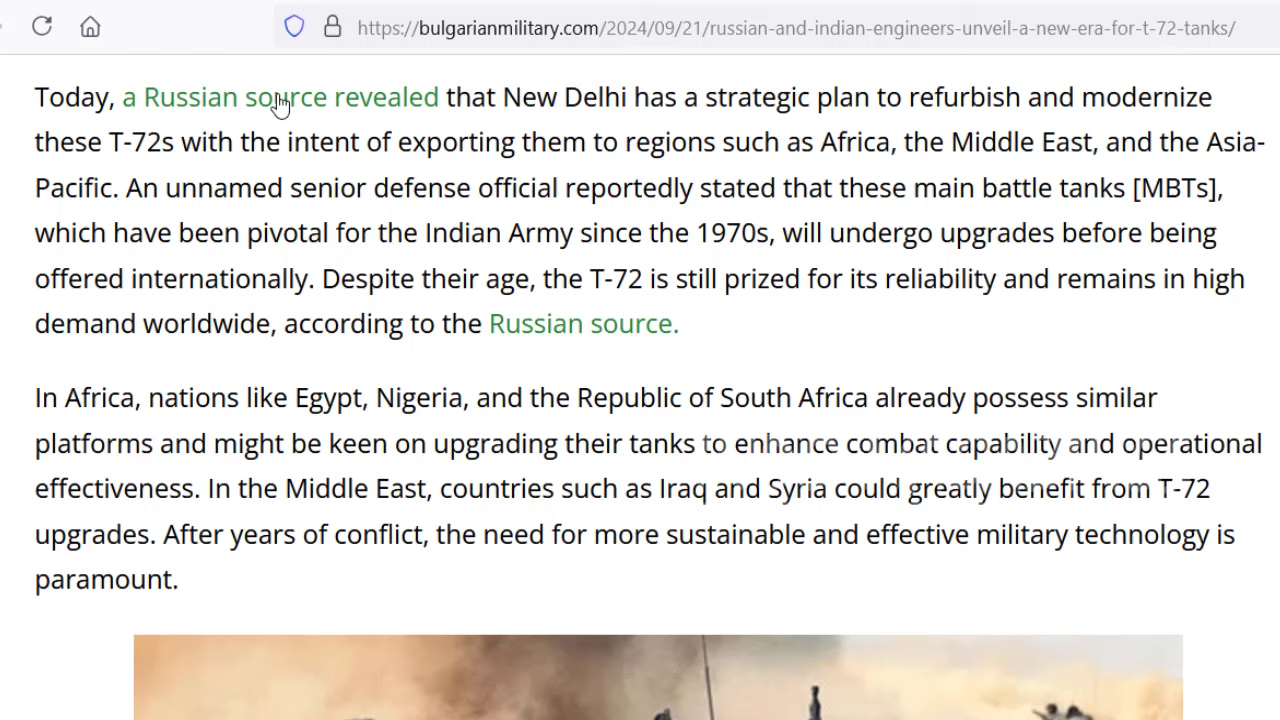 https://bulgarianmilitary.com/2024/09/21/russian-and-indian-engineers-unveil-a-new-era-for-t-72-tanks/
Today, a Russian source revealed that New Delhi has a strategic plan to refurbish and modernize
these T-72s with the intent of exporting them to regions such as Africa, the Middle East, and the Asia-
Pacific. An unnamed senior defense official reportedly stated that these main battle tanks [MBTs],
which have been pivotal for the Indian Army since the 1970s, will undergo upgrades before being
offered internationally. Despite their age, the T-72 is still prized for its reliability and remains in high
demand worldwide, according to the Russian source.
In Africa, nations like Egypt, Nigeria, and the Republic of South Africa already possess similar
platforms and might be keen on upgrading their tanks to enhance combat capability and operational
effectiveness. In the Middle East, countries such as Iraq and Syria could greatly benefit from T-72
upgrades. After years of conflict, the need for more sustainable and effective military technology is
paramount.